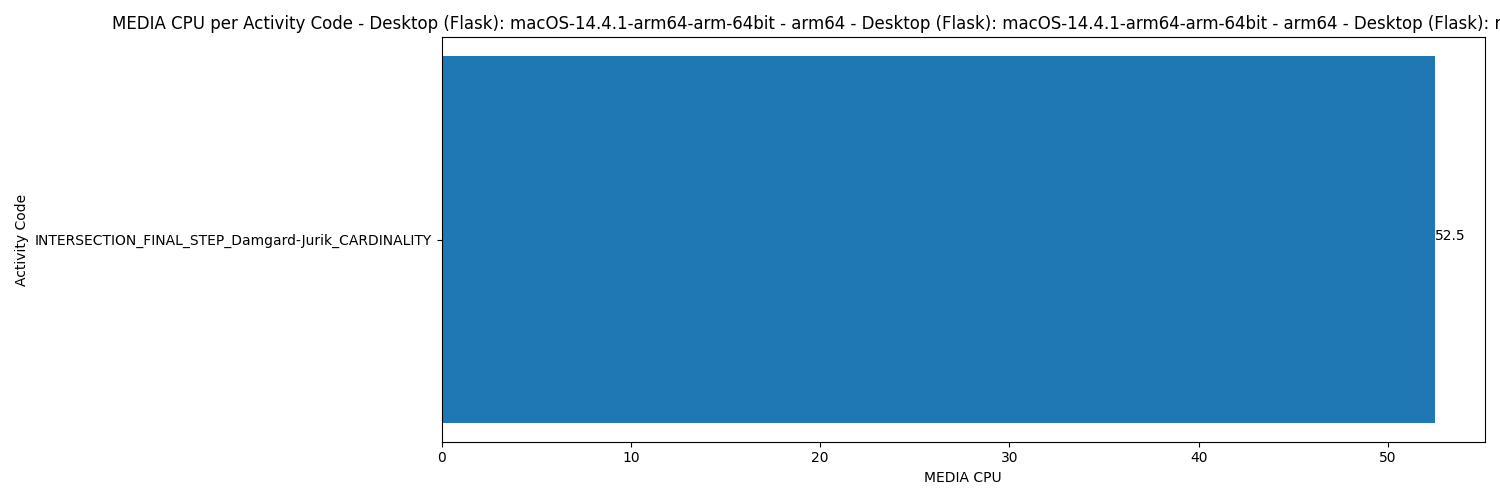 MEDIA CPU per Activity Code - Desktop (Flask): macOS-14.4.1-arm64-arm-64bit - arm64 - Desktop (Flask): macOS-14.4.1-arm64-arm-64bit - arm64 - Desktop (Flask):
Activity Code
INTERSECTION_FINAL_STEP_Damgard-Jurik_CARDINALITY
52.5
0 10 20 30 40 50
MEDIA CPU